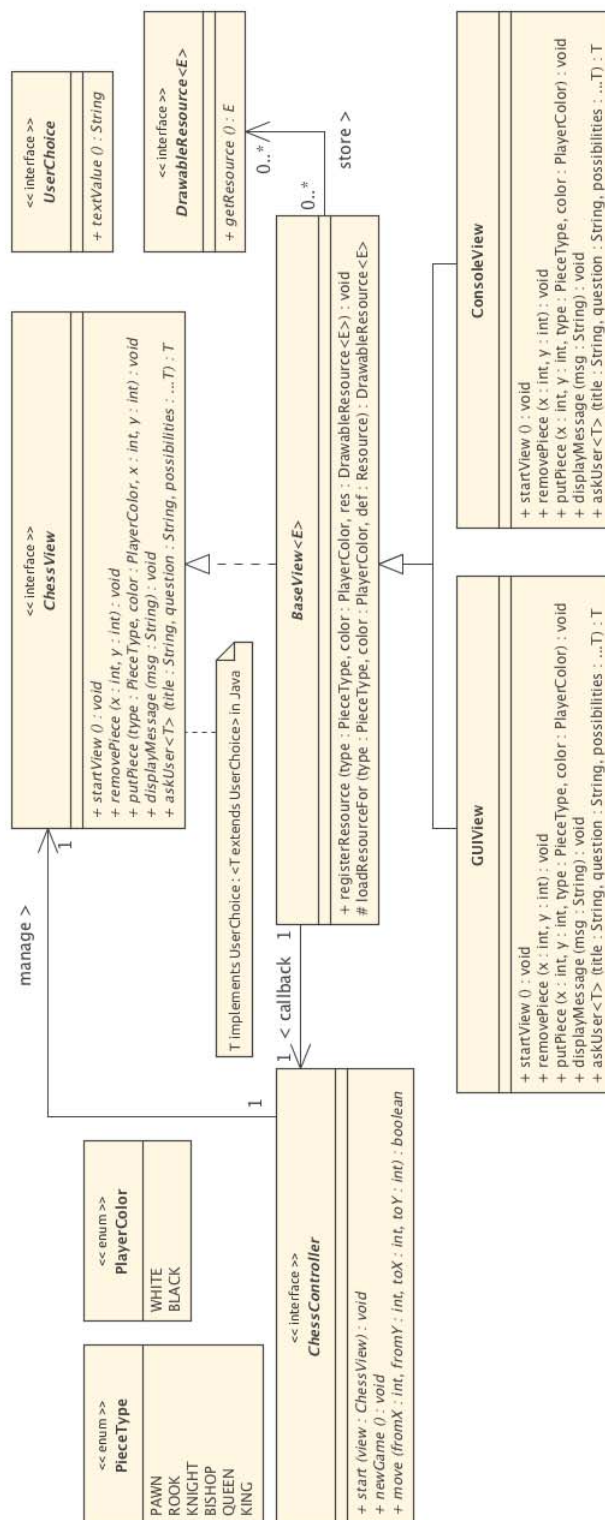 << enum >>
PieceType
PAWN
ROOK
KNIGHT
BISHOP
QUEEN
KING
<< enum >>
PlayerColor
WHITE
BLACK
manage >
1
1
<< interface >>
ChessView
+ startView () : void
+ removePiece (x : int, y : int) : void
+ putPiece (type : PieceType, color : PlayerColor, x : int, y : int) : void
+ displayMessage (msg : String) : void
+ askUser<T> (title : String, question : String, possibilities : ...T) : T
<< interface >>
UserChoice
+ textValue () : String
T implements UserChoice : <T extends UserChoice> in Java
<< interface >>
DrawableResource<E>
+ getResource () : E
0..*
0..*
store >
<< interface >>
ChessController
+ start (view : ChessView) : void
+ newGame () : void
+ move (fromX : int, fromY : int, toX : int, toY : int) : boolean
1 < callback 1
BaseView<E>
+ registerResource (type : PieceType, color : PlayerColor, res : DrawableResource<E>) : void
# loadResourceFor (type : PieceType, color : PlayerColor, def : Resource) : DrawableResource<E>
GUIView
+ startView () : void
+ removePiece (x : int, y : int) : void
+ putPiece (x : int, y : int, type : PieceType, color : PlayerColor) : void
+ displayMessage (msg : String) : void
+ askUser<T> (title : String, question : String, possibilities : ...T) : T
ConsoleView
+ startView () : void
+ removePiece (x : int, y : int) : void
+ putPiece (x : int, y : int, type : PieceType, color : PlayerColor) : void
+ displayMessage (msg : String) : void
+ askUser<T> (title : String, question : String, possibilities : ...T) : T